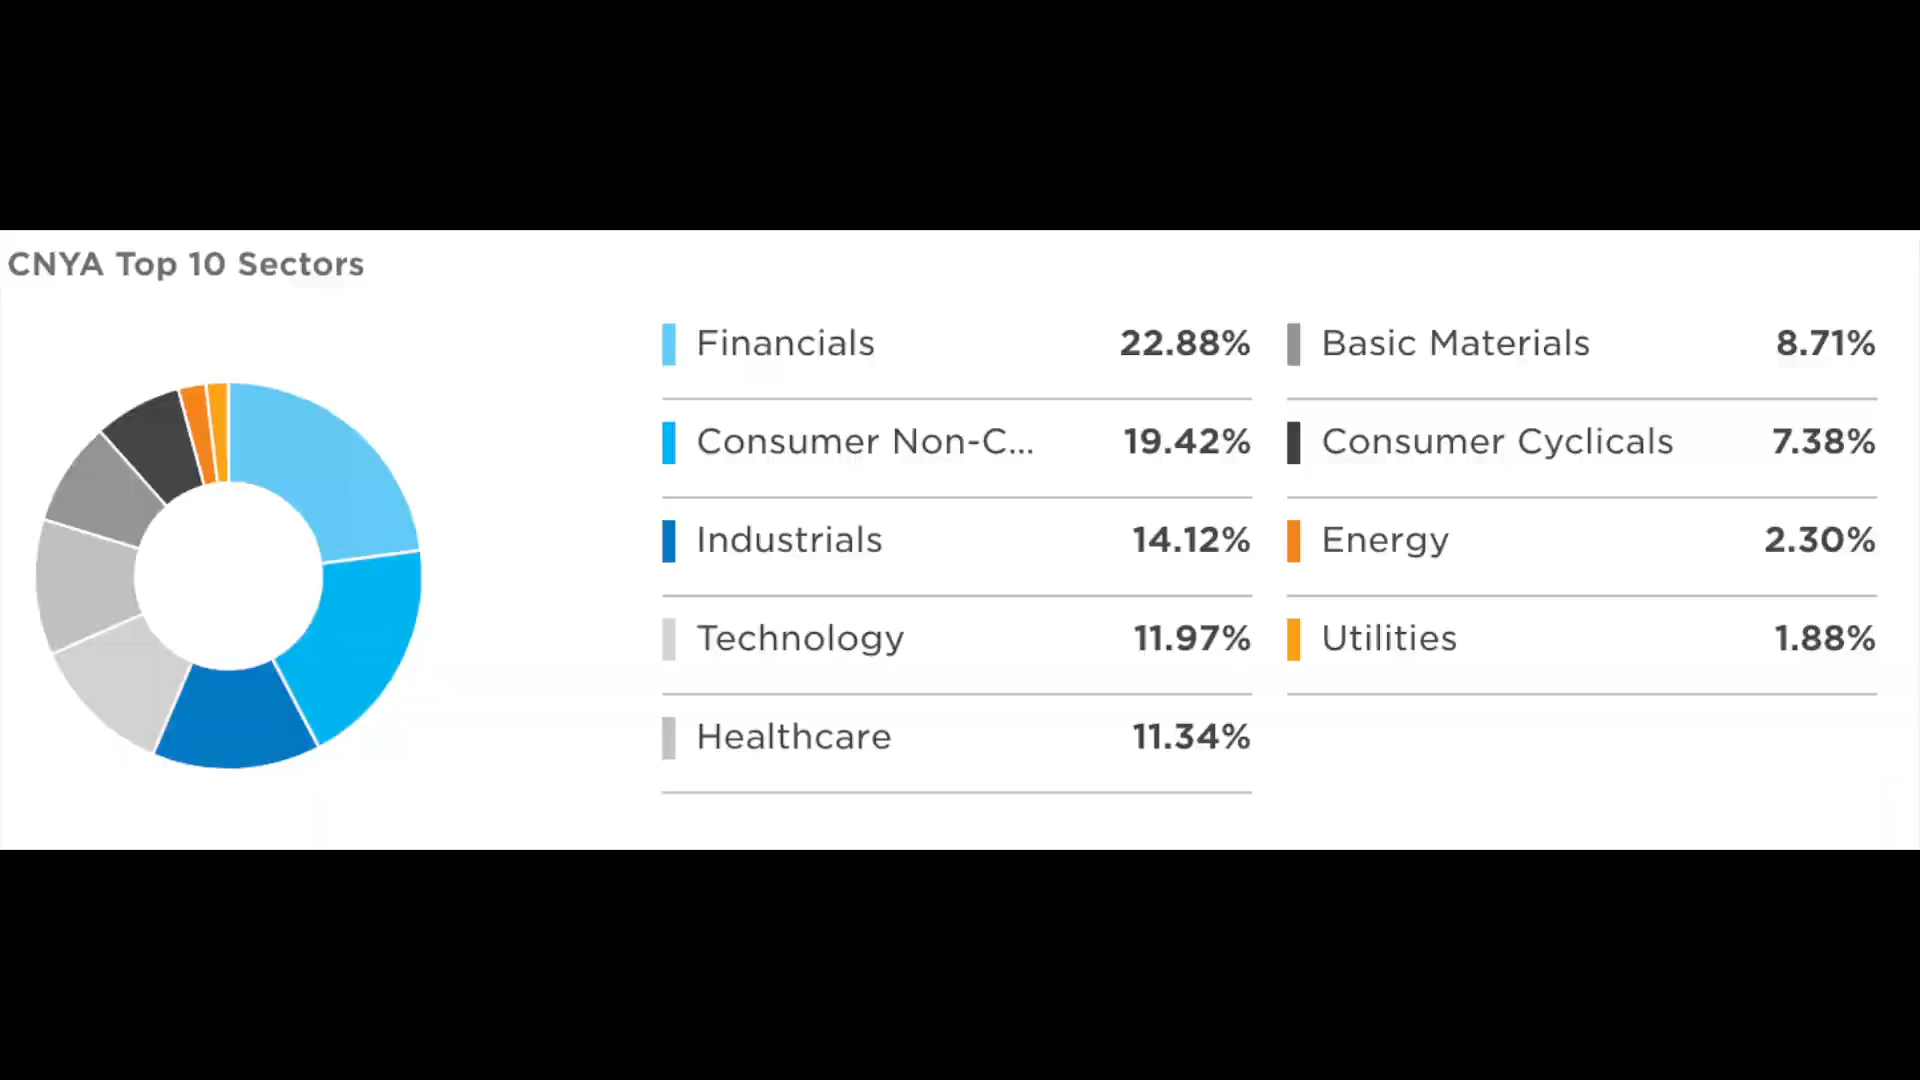 CNYA Top 10 Sectors
Financials 22.88%
Consumer Non-C... 19.42%
Industrials 14.12%
Technology 11.97%
Healthcare 11.34%
Basic Materials 8.71%
Consumer Cyclicals 7.38%
Energy 2.30%
Utilities 1.88%